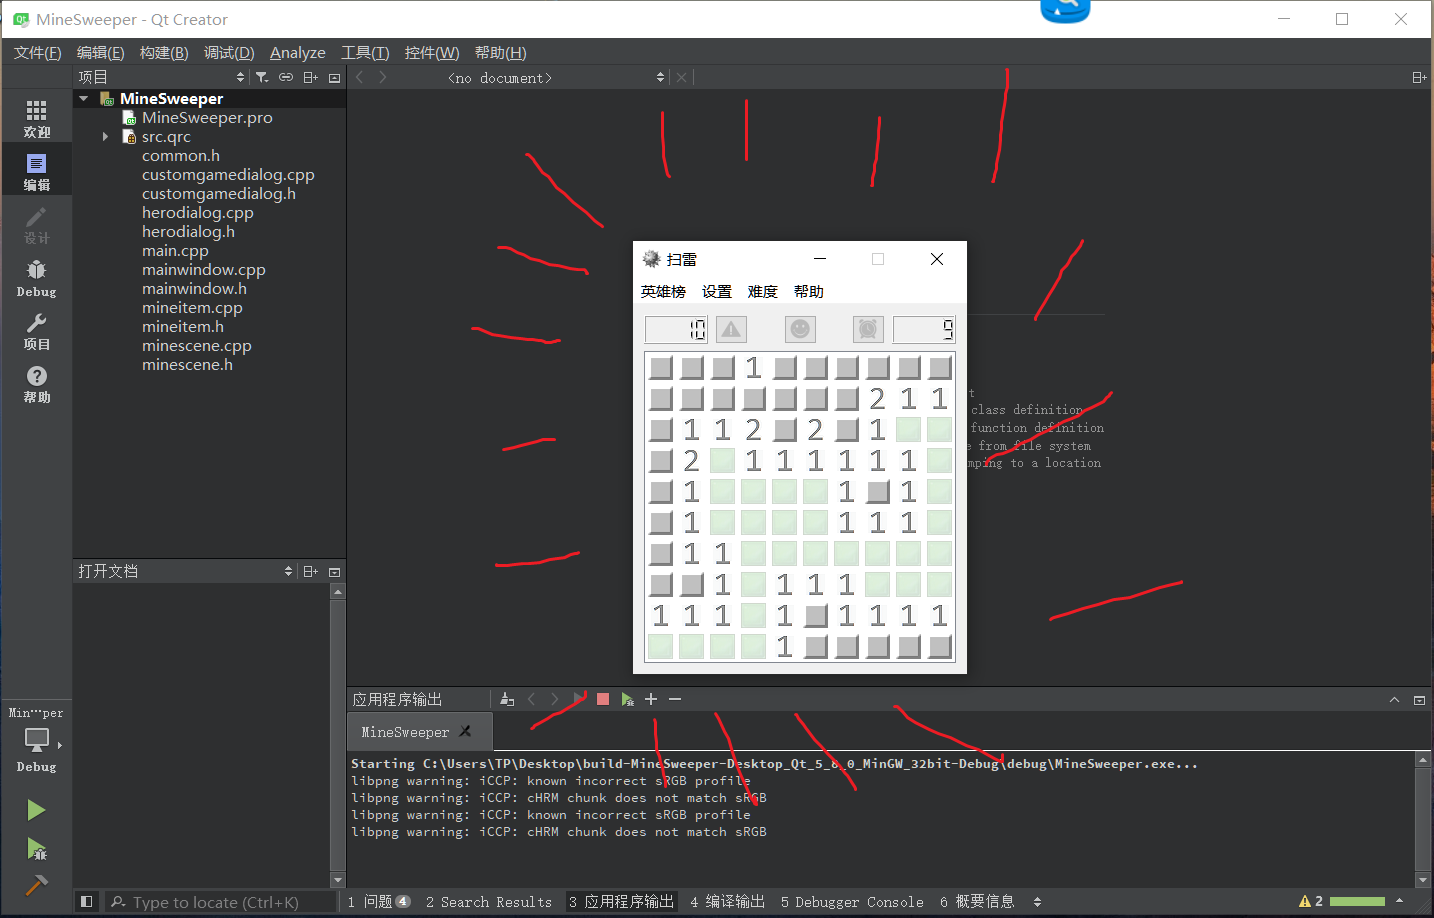 MineSweeper - Qt Creator
文件(F) 编辑(E) 构建(B) 调试(D) Analyze 工具(T) 控件(W) 帮助(H)
项目
<no document>
欢迎
编辑
设计
Debug
项目
帮助
MineSweeper
MineSweeper.pro
src.qrc
common.h
customgamedialog.cpp
customgamedialog.h
herodialog.cpp
herodialog.h
main.cpp
mainwindow.cpp
mainwindow.h
mineitem.cpp
mineitem.h
minescene.cpp
minescene.h
打开文档
扫雷
英雄榜 设置 难度 帮助
10 9
1
2 1 1
1 1 2 2 1
2 1 1 1 1 1 1
1 1 1
1 1 1 1
1 1
1 1 1 1
1 1 1 1 1 1 1 1
1
t
class definition
function definition
e from file system
mping to a location
应用程序输出
MineSweeper
Starting C:\Users\TP\Desktop\build-MineSweeper-Desktop_Qt_5_8_0_MinGW_32bit-Debug\debug\MineSweeper.exe...
libpng warning: iCCP: known incorrect sRGB profile
libpng warning: iCCP: cHRM chunk does not match sRGB
libpng warning: iCCP: known incorrect sRGB profile
libpng warning: iCCP: cHRM chunk does not match sRGB
Min…per
Debug
Type to locate (Ctrl+K)
1 问题 4 2 Search Results 3 应用程序输出 4 编译输出 5 Debugger Console 6 概要信息
2